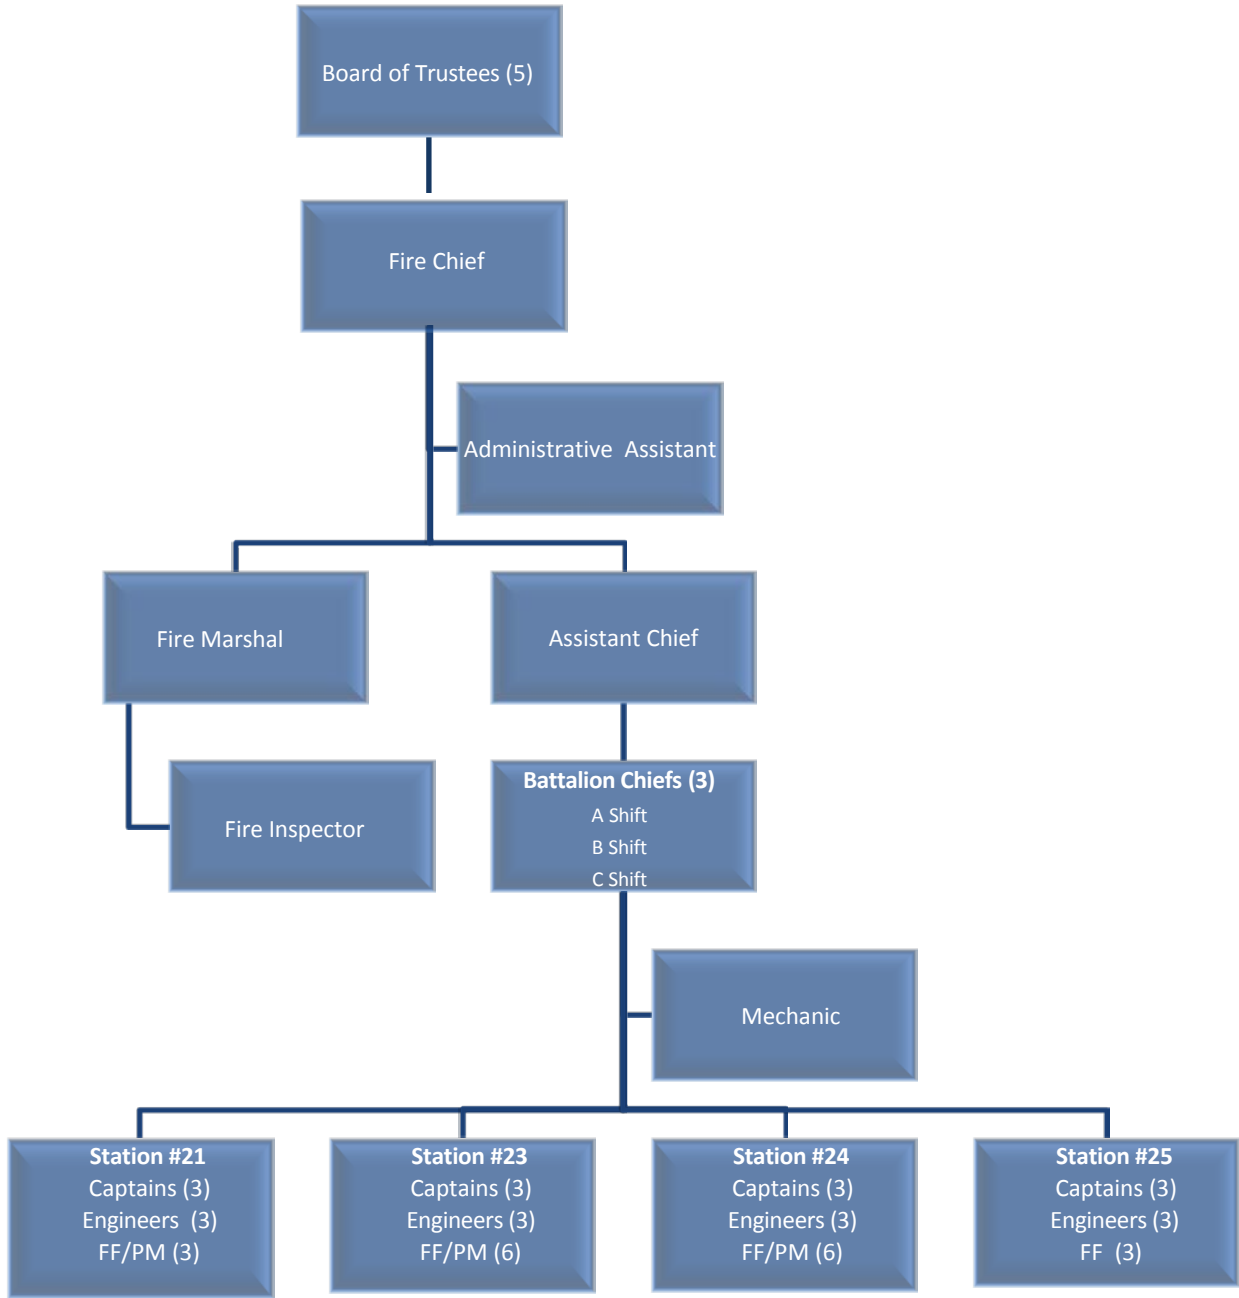 Board of Trustees (5)
Fire Chief
Administrative  Assistant
Fire Marshal
Assistant Chief
Fire Inspector
Battalion Chiefs (3)
A Shift
B Shift
C Shift
Mechanic
Station #21
Captains (3)
Engineers  (3)
FF/PM (3)
Station #23
Captains (3)
Engineers (3)
FF/PM (6)
Station #24
Captains (3)
Engineers (3)
FF/PM (6)
Station #25
Captains (3)
Engineers (3)
FF  (3)